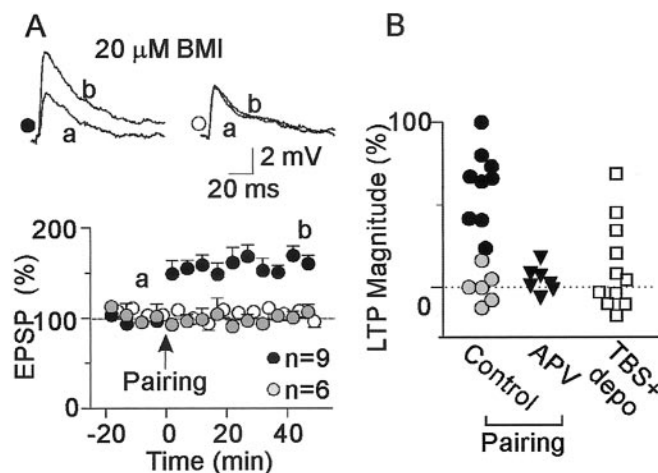 A
20 μM BMI
b
a
b
a
2 mV
20 ms
200
100
0
EPSP (%)
a
b
Pairing
n=9
n=6
-20
0
20
40
Time (min)
B
100
0
LTP Magnitude (%)
Control
APV
TBS+
depo
Pairing